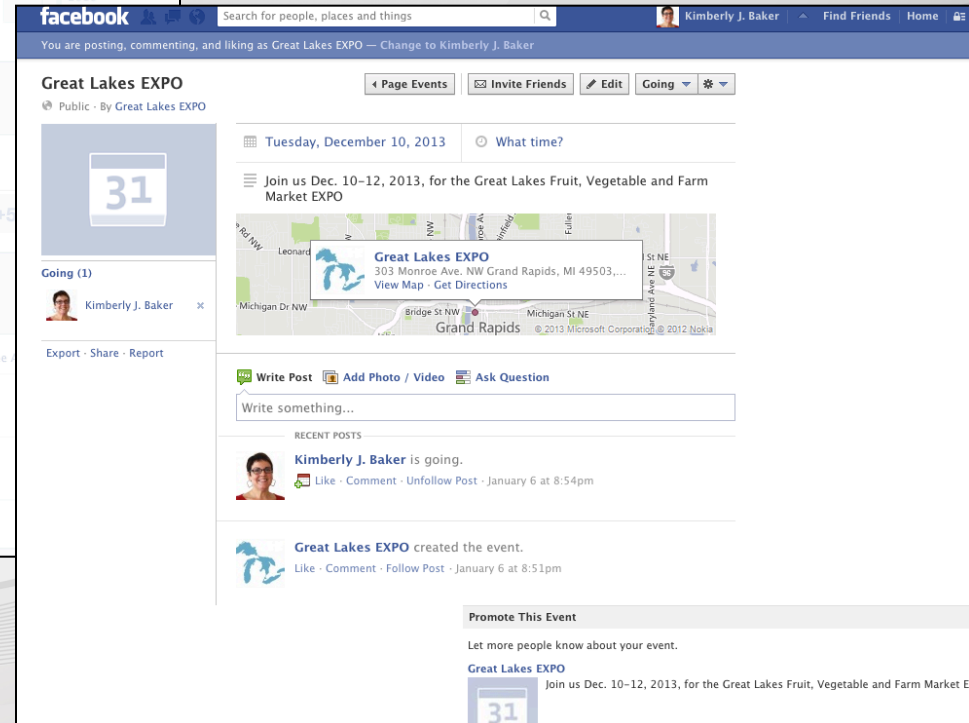 facebook
Search for people, places and things
Kimberly J. Baker
Find Friends
Home
You are posting, commenting, and liking as Great Lakes EXPO — Change to Kimberly J. Baker
Great Lakes EXPO
Public · By Great Lakes EXPO
Page Events
Invite Friends
Edit
Going
31
Tuesday, December 10, 2013
What time?
Join us Dec. 10–12, 2013, for the Great Lakes Fruit, Vegetable and Farm
Market EXPO
Rd NW
Leonard
NW
Fuller
St NE
Great Lakes EXPO
303 Monroe Ave. NW Grand Rapids, MI 49503,...
View Map · Get Directions
Michigan Dr NW
Bridge St NW
Michigan St NE
Grand Rapids
© 2013 Microsoft Corporation © 2012 Nokia
Going (1)
Kimberly J. Baker
Export · Share · Report
Write Post
Add Photo / Video
Ask Question
Write something...
RECENT POSTS
Kimberly J. Baker is going.
Like · Comment · Unfollow Post · January 6 at 8:54pm
Great Lakes EXPO created the event.
Like · Comment · Follow Post · January 6 at 8:51pm
Promote This Event
Let more people know about your event.
Great Lakes EXPO
Join us Dec. 10–12, 2013, for the Great Lakes Fruit, Vegetable and Farm Market E
31